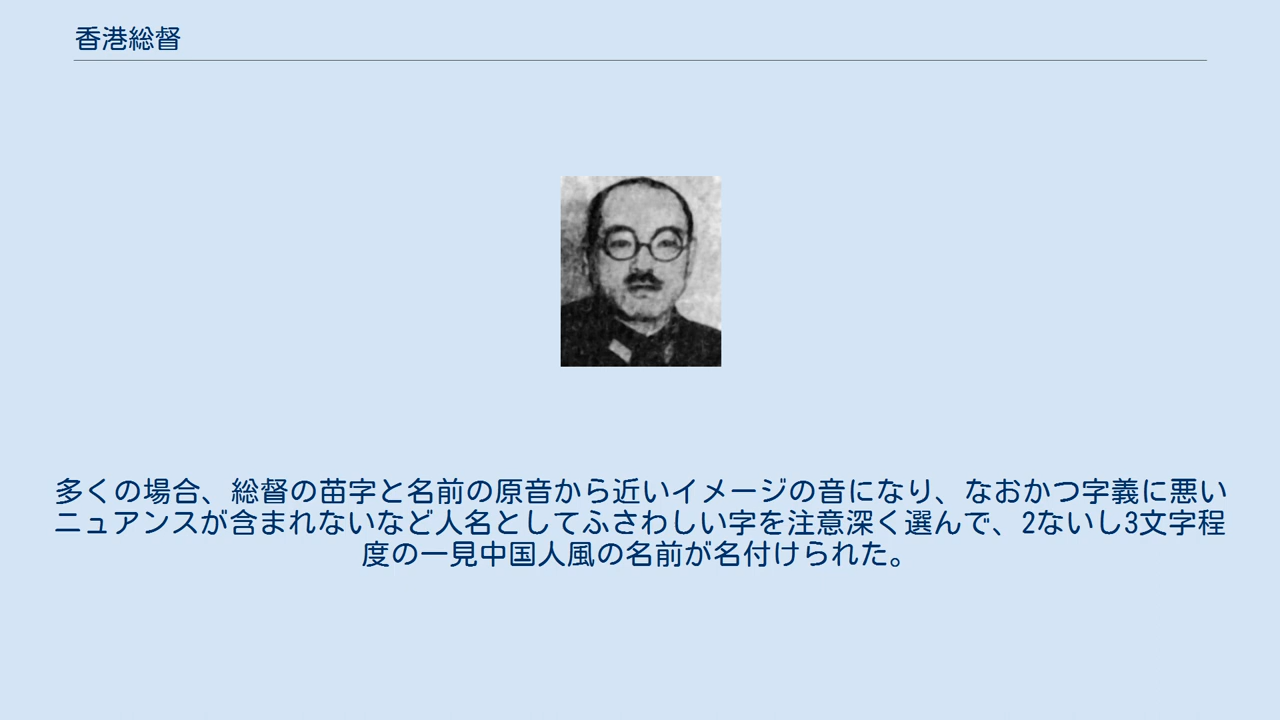 香港総督
多くの場合、総督の苗字と名前の原音から近いイメージの音になり、なおかつ字義に悪い
ニュアンスが含まれないなど人名としてふさわしい字を注意深く選んで、2ないし3文字程
度の一見中国人風の名前が名付けられた。